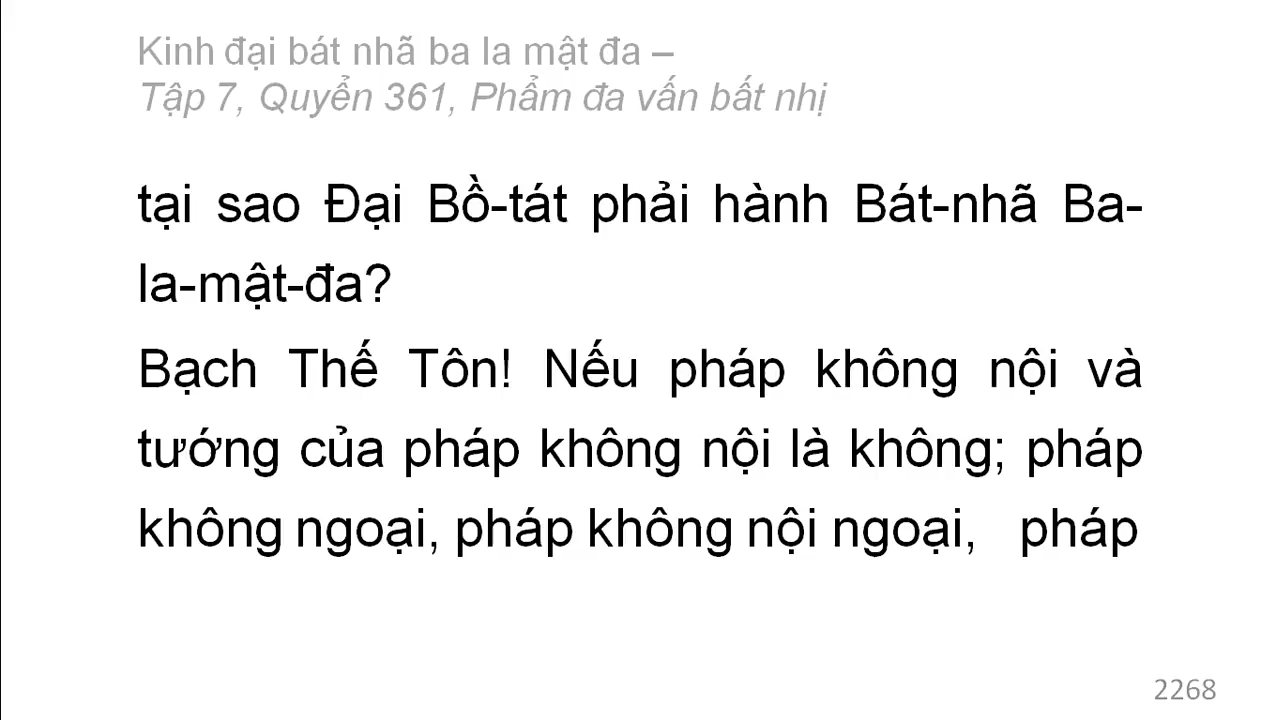 Kinh đại bát nhã ba la mật đa –
Tập 7, Quyển 361, Phẩm đa vấn bất nhị
tại sao Đại Bồ-tát phải hành Bát-nhã Ba-
la-mật-đa?
Bạch Thế Tôn! Nếu pháp không nội và
tướng của pháp không nội là không; pháp
không ngoại, pháp không nội ngoại, pháp
2268